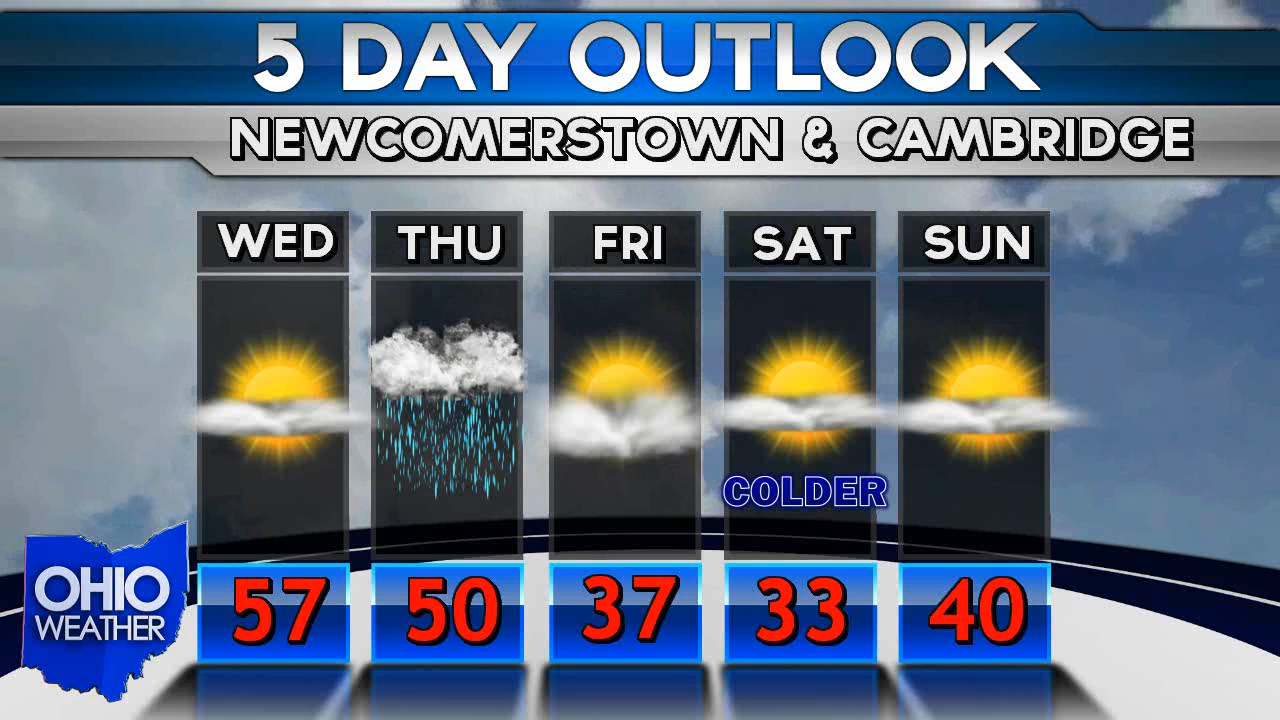 5 DAY OUTLOOK
NEWCOMERSTOWN & CAMBRIDGE
WED THU FRI SAT SUN
COLDER
57 50 37 33 40
OHIO
WEATHER